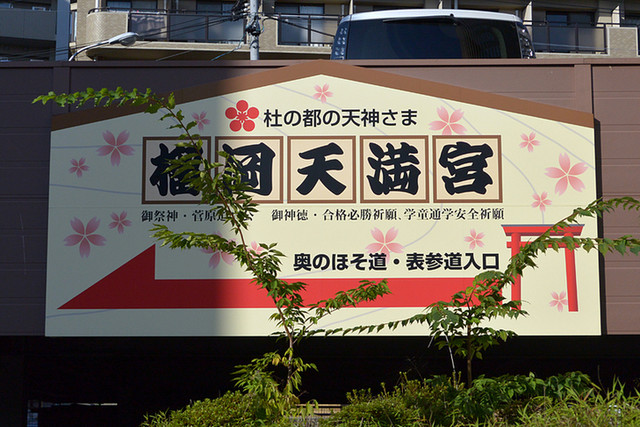 杜の都の天神さま
榴岡天満宮
御祭神・菅原 御神徳・合格必勝祈願、学童通学安全祈願
奥のほそ道・表参道入口